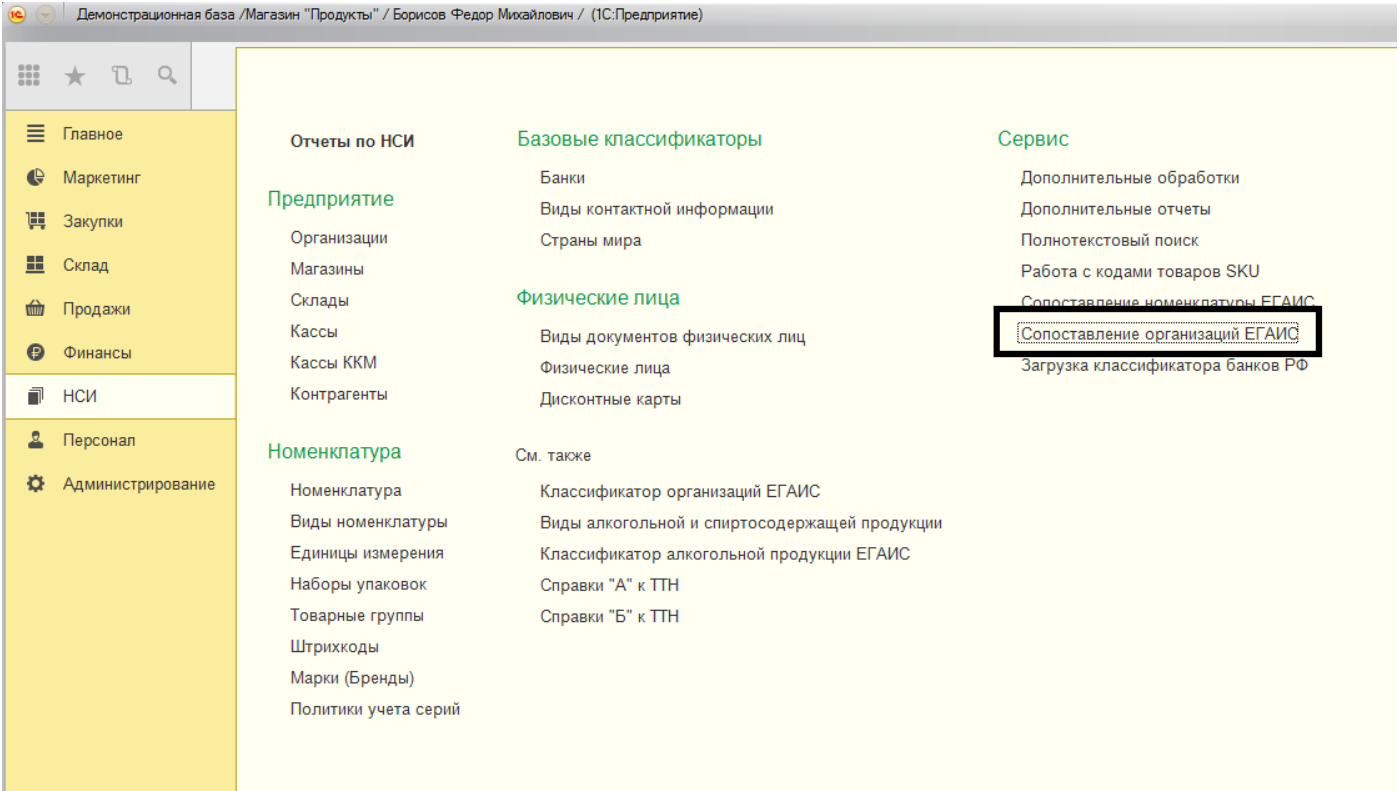 Демонстрационная база /Магазин "Продукты" / Борисов Федор Михайлович / (1С:Предприятие)
Главное
Маркетинг
Закупки
Склад
Продажи
Финансы
НСИ
Персонал
Администрирование
Отчеты по НСИ
Предприятие
Организации
Магазины
Склады
Кассы
Кассы ККМ
Контрагенты
Номенклатура
Номенклатура
Виды номенклатуры
Единицы измерения
Наборы упаковок
Товарные группы
Штрихкоды
Марки (Бренды)
Политики учета серий
Базовые классификаторы
Банки
Виды контактной информации
Страны мира
Физические лица
Виды документов физических лиц
Физические лица
Дисконтные карты
См. также
Классификатор организаций ЕГАИС
Виды алкогольной и спиртосодержащей продукции
Классификатор алкогольной продукции ЕГАИС
Справки "А" к ТТН
Справки "Б" к ТТН
Сервис
Дополнительные обработки
Дополнительные отчеты
Полнотекстовый поиск
Работа с кодами товаров SKU
Сопоставление номенклатуры ЕГАИС
Сопоставление организаций ЕГАИС
Загрузка классификатора банков РФ